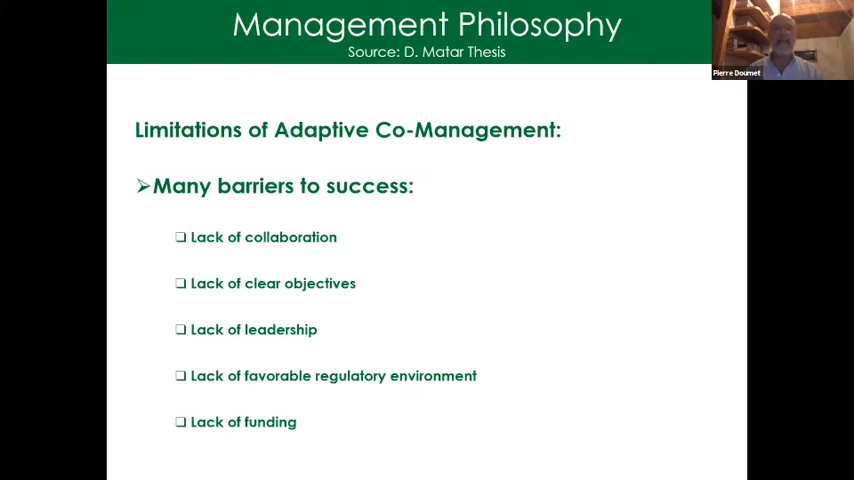 Management Philosophy
Source: D. Matar Thesis
Pierre Doumet
Limitations of Adaptive Co-Management:
➢Many barriers to success:
❑ Lack of collaboration
❑ Lack of clear objectives
❑ Lack of leadership
❑ Lack of favorable regulatory environment
❑ Lack of funding